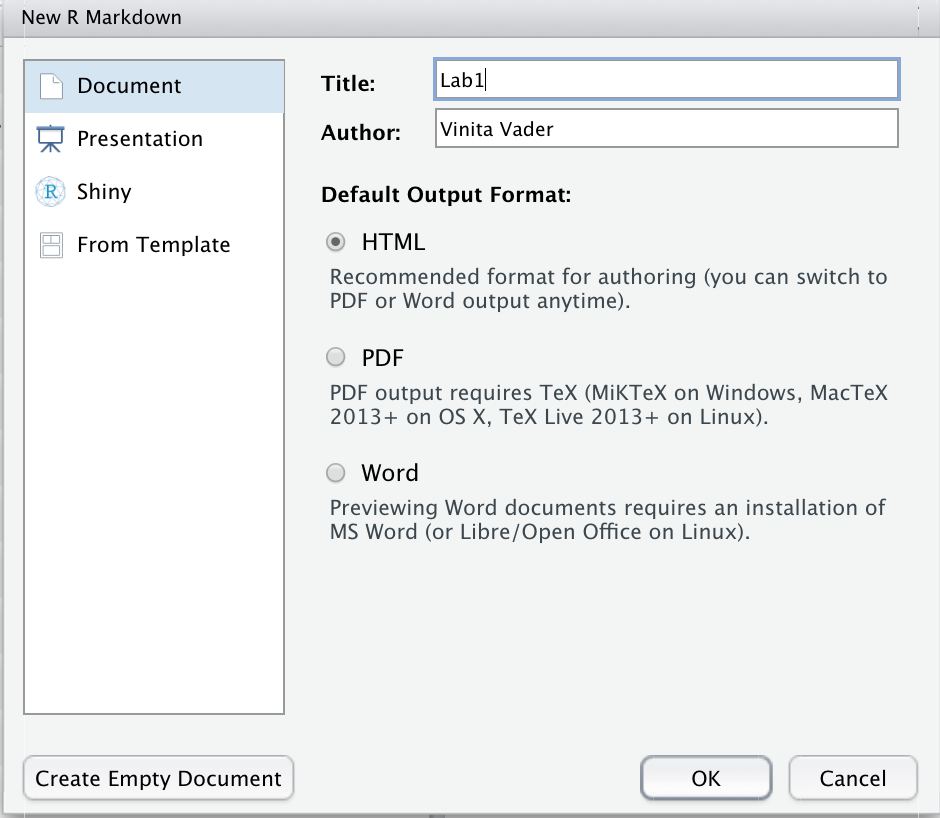 New R Markdown
Document
Presentation
Shiny
From Template
Title:
Lab1
Author:
Vinita Vader
Default Output Format:
HTML
Recommended format for authoring (you can switch to
PDF or Word output anytime).
PDF
PDF output requires TeX (MiKTeX on Windows, MacTeX
2013+ on OS X, TeX Live 2013+ on Linux).
Word
Previewing Word documents requires an installation of
MS Word (or Libre/Open Office on Linux).
Create Empty Document
OK
Cancel